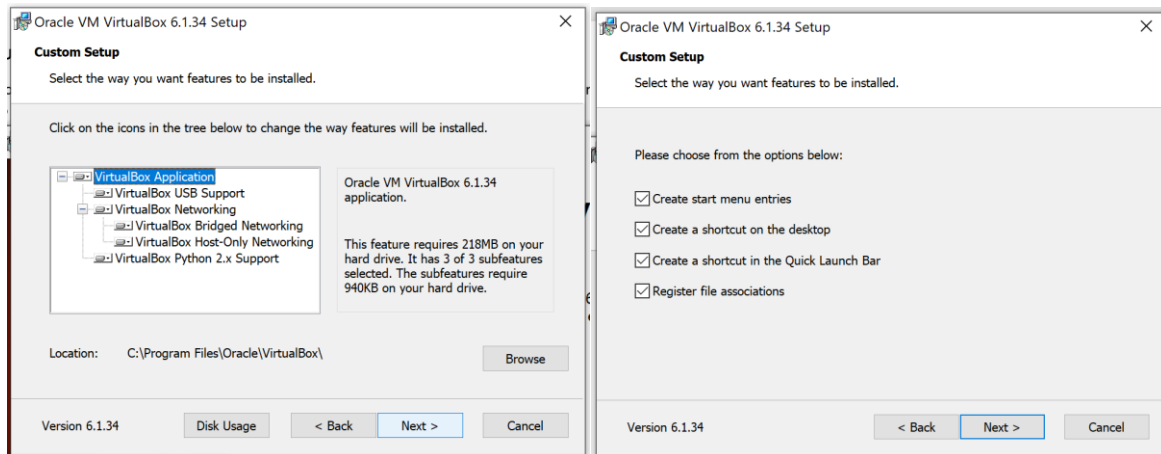 Oracle VM VirtualBox 6.1.34 Setup
Custom Setup
Select the way you want features to be installed.
Click on the icons in the tree below to change the way features will be installed.
VirtualBox Application
VirtualBox USB Support
VirtualBox Networking
VirtualBox Bridged Networking
VirtualBox Host-Only Networking
VirtualBox Python 2.x Support
Oracle VM VirtualBox 6.1.34
application.
This feature requires 218MB on your
hard drive. It has 3 of 3 subfeatures
selected. The subfeatures require
940KB on your hard drive.
Location: C:\Program Files\Oracle\VirtualBox\
Browse
Version 6.1.34 Disk Usage < Back Next > Cancel
Oracle VM VirtualBox 6.1.34 Setup
Custom Setup
Select the way you want features to be installed.
Please choose from the options below:
Create start menu entries
Create a shortcut on the desktop
Create a shortcut in the Quick Launch Bar
Register file associations
Version 6.1.34 < Back Next > Cancel